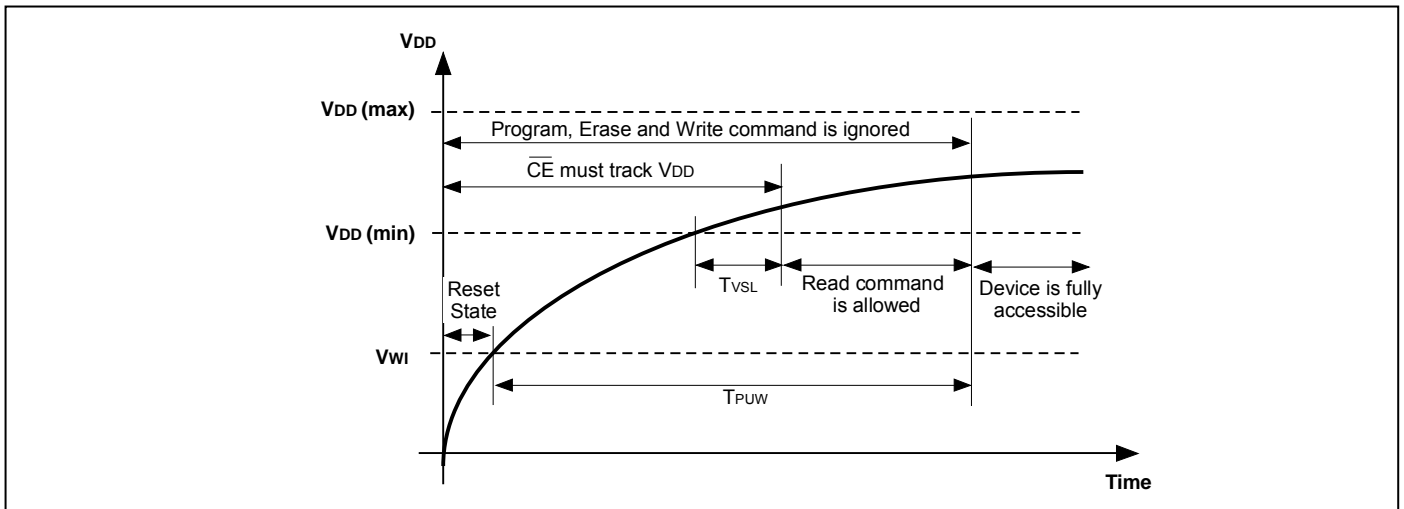 VDD
VDD (max)
Program, Erase and Write command is ignored
CE must track VDD
VDD (min)
TVSL
Read command
is allowed
Device is fully
accessible
Reset
State
VWI
TPUW
Time